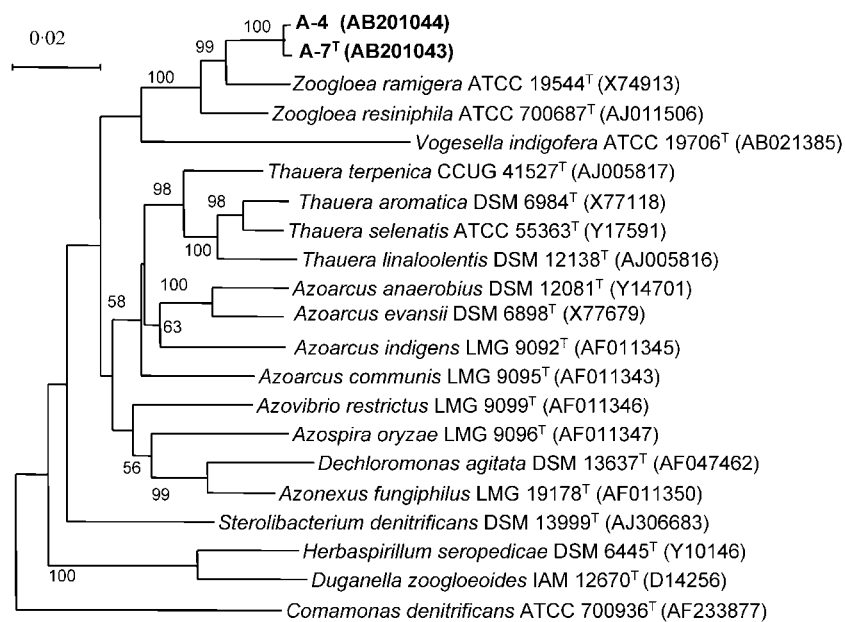 0·02
100
A-4 (AB201044)
99
A-7ᵀ (AB201043)
100
Zoogloea ramigera ATCC 19544ᵀ (X74913)
Zoogloea resiniphila ATCC 700687ᵀ (AJ011506)
Vogesella indigofera ATCC 19706ᵀ (AB021385)
Thauera terpenica CCUG 41527ᵀ (AJ005817)
98
98
Thauera aromatica DSM 6984ᵀ (X77118)
Thauera selenatis ATCC 55363ᵀ (Y17591)
100
Thauera linaloolentis DSM 12138ᵀ (AJ005816)
100
Azoarcus anaerobius DSM 12081ᵀ (Y14701)
58
Azoarcus evansii DSM 6898ᵀ (X77679)
63
Azoarcus indigens LMG 9092ᵀ (AF011345)
Azoarcus communis LMG 9095ᵀ (AF011343)
Azovibrio restrictus LMG 9099ᵀ (AF011346)
Azospira oryzae LMG 9096ᵀ (AF011347)
56
Dechloromonas agitata DSM 13637ᵀ (AF047462)
99
Azonexus fungiphilus LMG 19178ᵀ (AF011350)
Sterolibacterium denitrificans DSM 13999ᵀ (AJ306683)
Herbaspirillum seropedicae DSM 6445ᵀ (Y10146)
100
Duganella zoogloeoides IAM 12670ᵀ (D14256)
Comamonas denitrificans ATCC 700936ᵀ (AF233877)